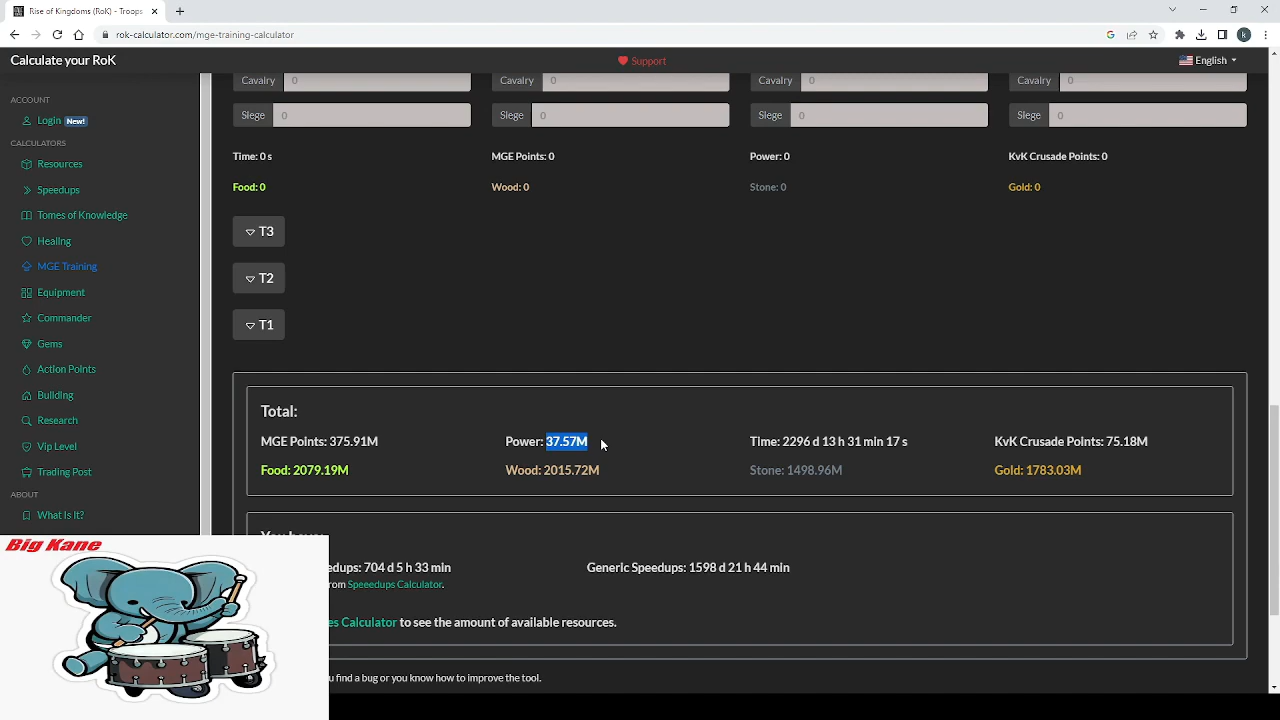 Rise of Kingdoms (RoK) - Troops
rok-calculator.com/mge-training-calculator
Calculate your RoK
Support
English
ACCOUNT
Login New!
CALCULATORS
Resources
Speedups
Tomes of Knowledge
Healing
MGE Training
Equipment
Commander
Gems
Action Points
Building
Research
Vip Level
Trading Post
ABOUT
What Is It?
Cavalry 0 Cavalry 0 Cavalry 0 Cavalry 0
Siege 0 Siege 0 Siege 0 Siege 0
Time: 0 s MGE Points: 0 Power: 0 KvK Crusade Points: 0
Food: 0 Wood: 0 Stone: 0 Gold: 0
T3
T2
T1
Total:
MGE Points: 375.91M Power: 37.57M Time: 2296 d 13 h 31 min 17 s KvK Crusade Points: 75.18M
Food: 2079.19M Wood: 2015.72M Stone: 1498.96M Gold: 1783.03M
edups: 704 d 5 h 33 min Generic Speedups: 1598 d 21 h 44 min
rom Speeedups Calculator.
es Calculator to see the amount of available resources.
u find a bug or you know how to improve the tool.
Big Kane